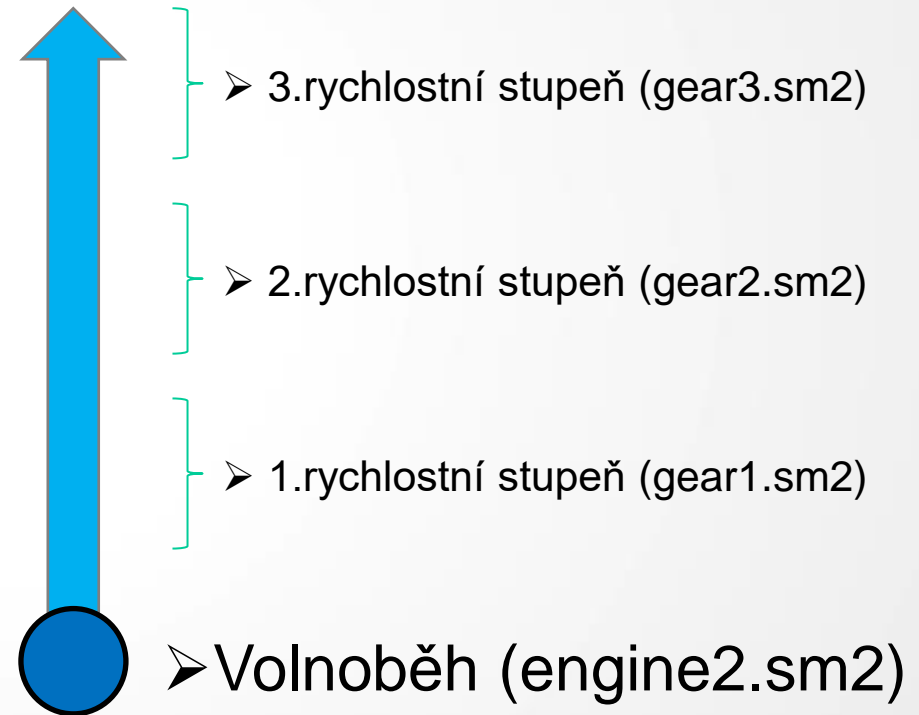 ➢ 3.rychlostní stupeň (gear3.sm2)
➢ 2.rychlostní stupeň (gear2.sm2)
➢ 1.rychlostní stupeň (gear1.sm2)
➢Volnoběh (engine2.sm2)